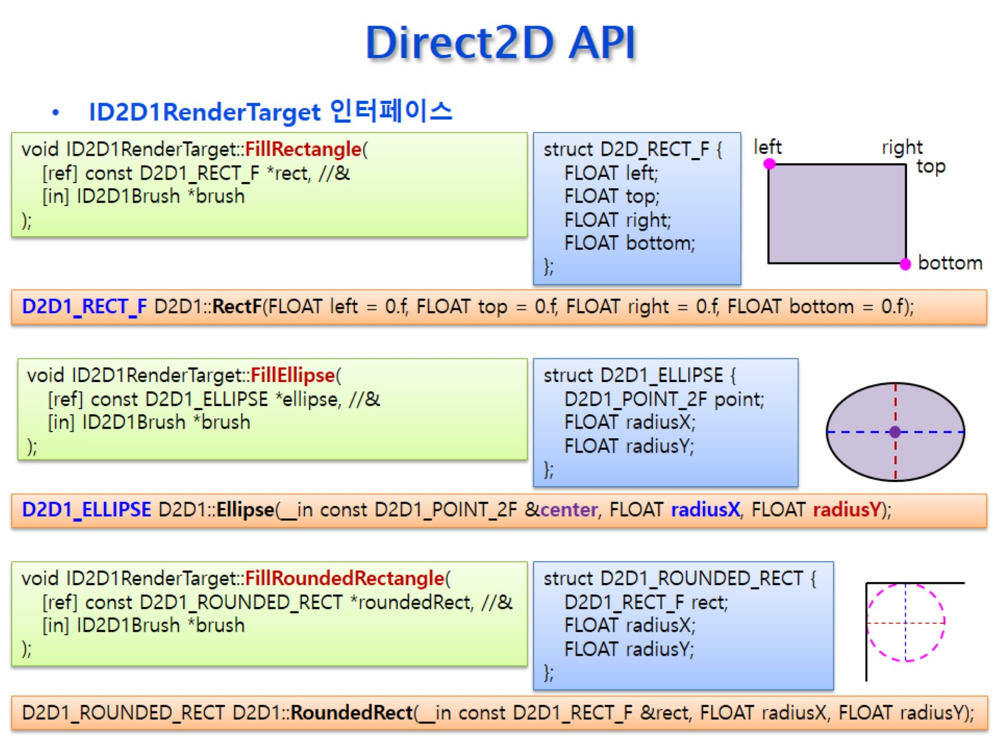 Direct2D API
• ID2D1RenderTarget 인터페이스
void ID2D1RenderTarget::FillRectangle(
[ref] const D2D1_RECT_F *rect, //&
[in] ID2D1Brush *brush
);
struct D2D_RECT_F {
FLOAT left;
FLOAT top;
FLOAT right;
FLOAT bottom;
};
left right
top
bottom
D2D1_RECT_F D2D1::RectF(FLOAT left = 0.f, FLOAT top = 0.f, FLOAT right = 0.f, FLOAT bottom = 0.f);
void ID2D1RenderTarget::FillEllipse(
[ref] const D2D1_ELLIPSE *ellipse, //&
[in] ID2D1Brush *brush
);
struct D2D1_ELLIPSE {
D2D1_POINT_2F point;
FLOAT radiusX;
FLOAT radiusY;
};
D2D1_ELLIPSE D2D1::Ellipse(__in const D2D1_POINT_2F &center, FLOAT radiusX, FLOAT radiusY);
void ID2D1RenderTarget::FillRoundedRectangle(
[ref] const D2D1_ROUNDED_RECT *roundedRect, //&
[in] ID2D1Brush *brush
);
struct D2D1_ROUNDED_RECT {
D2D1_RECT_F rect;
FLOAT radiusX;
FLOAT radiusY;
};
D2D1_ROUNDED_RECT D2D1::RoundedRect(__in const D2D1_RECT_F &rect, FLOAT radiusX, FLOAT radiusY);